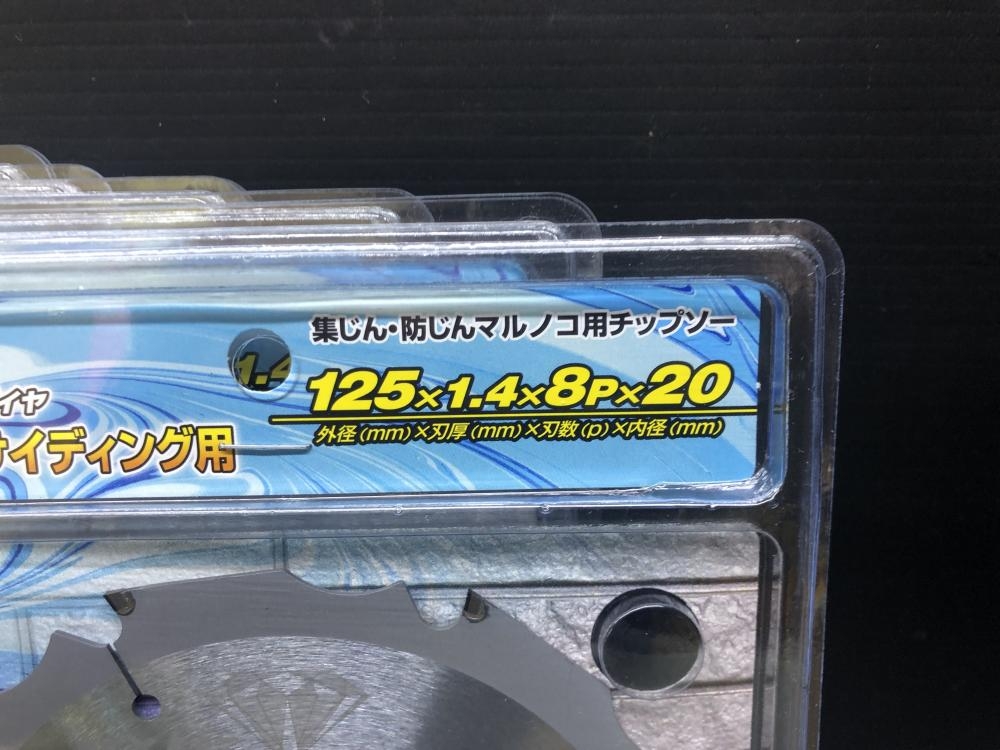 集じん・防じんマルノコ用チップソー
1.4
125×1.4×8P×20
外径(mm)×刃厚(mm)×刃数(p)×内径(mm)
イヤ
サイディング用